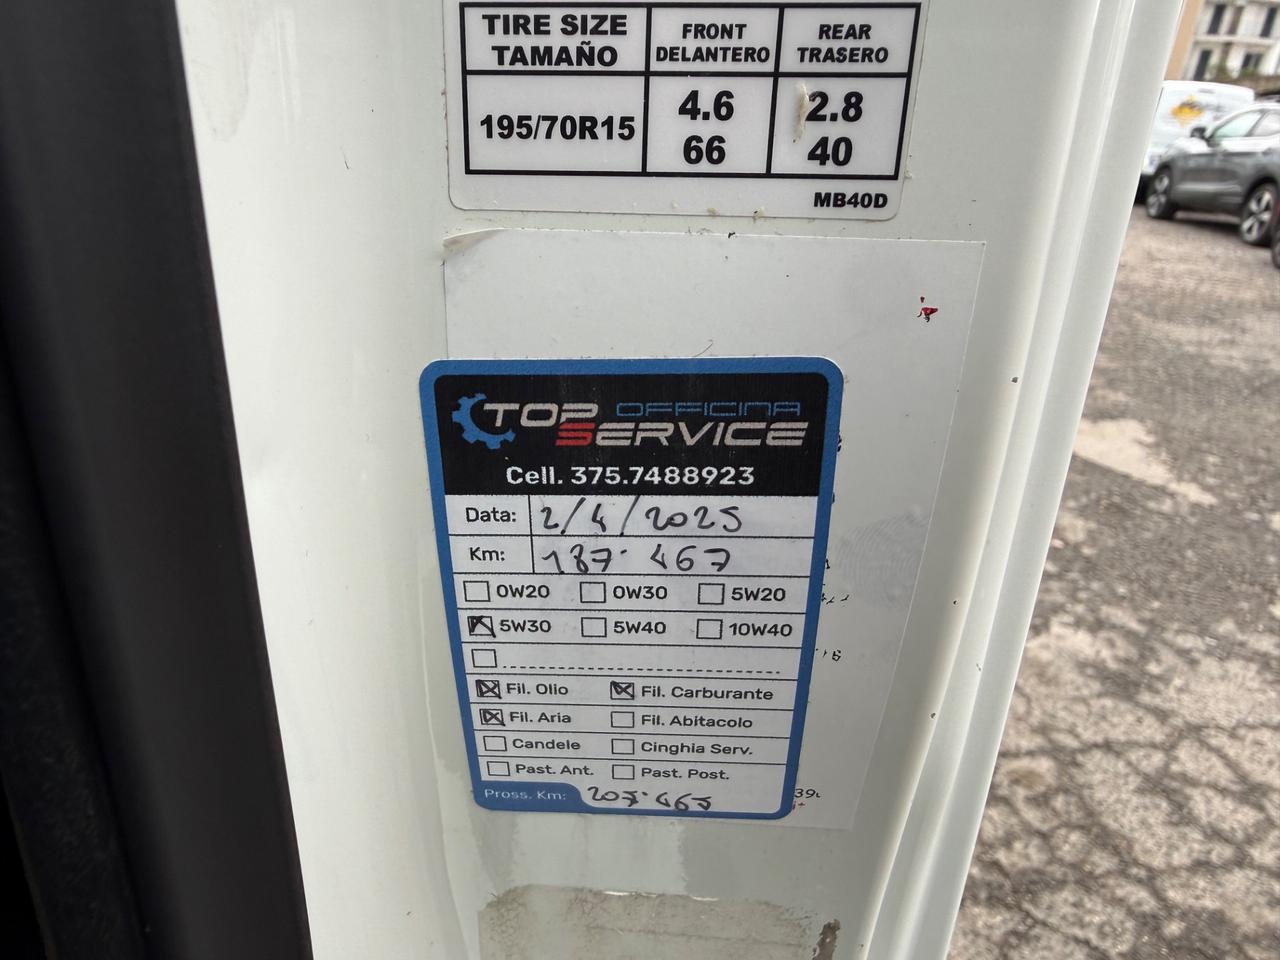 TIRE SIZE FRONT REAR
TAMAÑO DELANTERO TRASERO
195/70R15 4.6 2.8
66 40
MB40D
TOP OFFICINA
SERVICE
Cell. 375.7488923
Data: 2/4/2025
Km: 187.467
0W20 0W30 5W20
5W30 5W40 10W40
Fil. Olio Fil. Carburante
Fil. Aria Fil. Abitacolo
Candele Cinghia Serv.
Past. Ant. Past. Post.
Pross. Km: 207.467